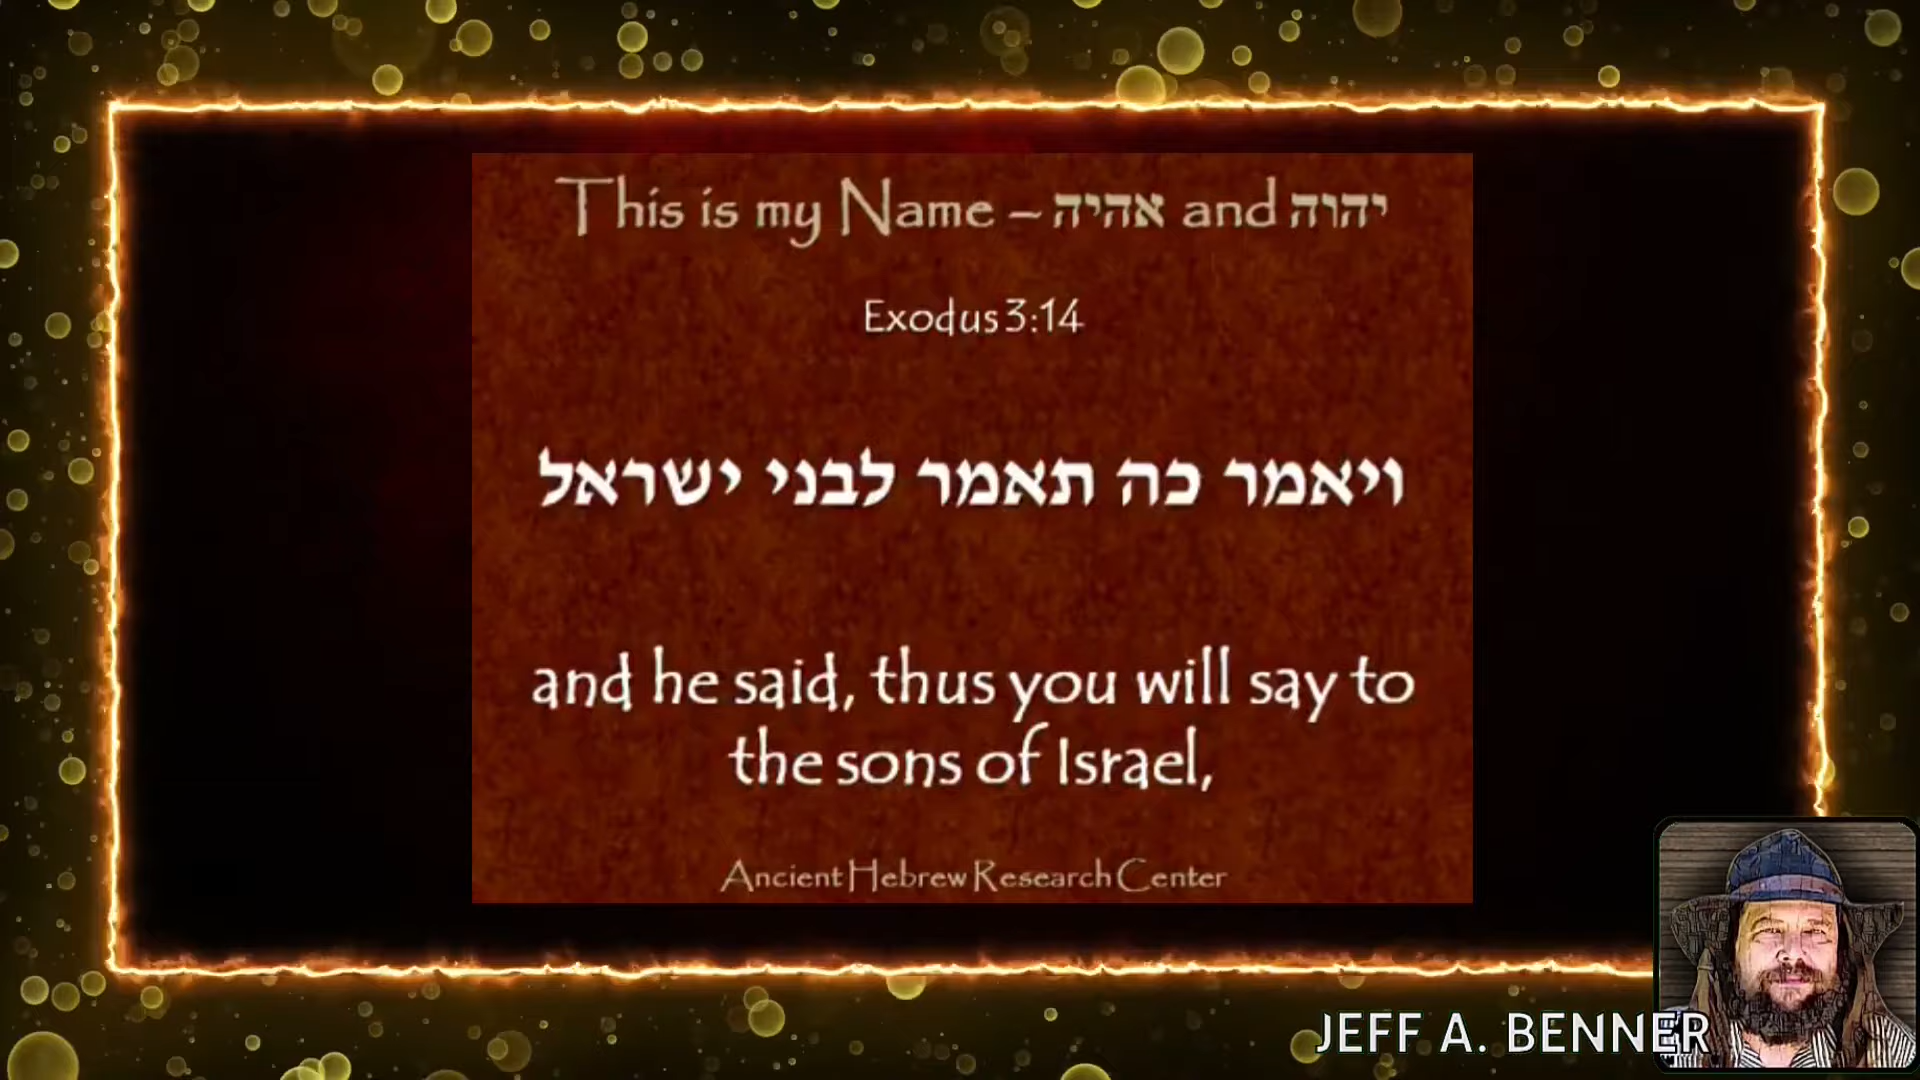 This is my Name – אהיה and יהוה
Exodus 3:14
ויאמר כה תאמר לבני ישראל
and he said, thus you will say to
the sons of Israel,
Ancient Hebrew Research Center
JEFF A. BENNER